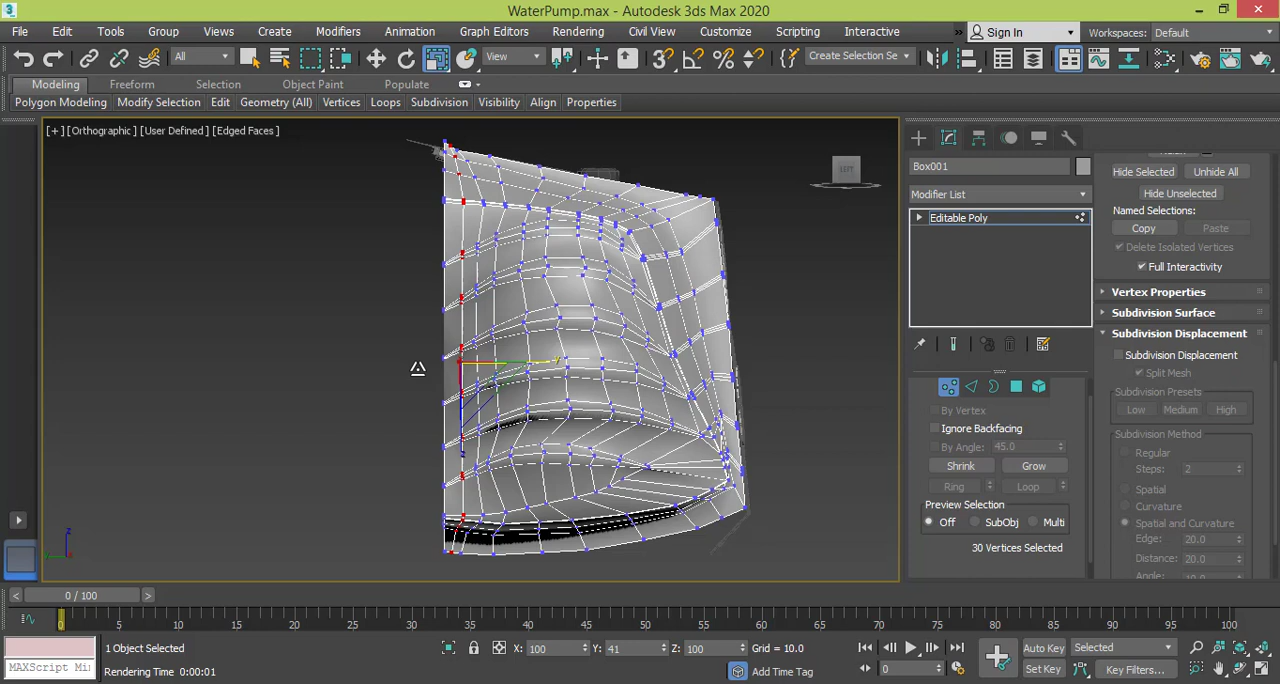 WaterPump.max - Autodesk 3ds Max 2020
File Edit Tools Group Views Create Modifiers Animation Graph Editors Rendering Civil View Customize Scripting Interactive » Sign In Workspaces: Default
All View Create Selection Se
Modeling Freeform Selection Object Paint Populate
Polygon Modeling Modify Selection Edit Geometry (All) Vertices Loops Subdivision Visibility Align Properties
[+] [Orthographic] [User Defined] [Edged Faces]
LEFT
Box001
Modifier List
Editable Poly
By Vertex
Ignore Backfacing
By Angle: 45.0
Shrink Grow
Ring Loop
Preview Selection
Off SubObj Multi
30 Vertices Selected
Hide Selected Unhide All
Hide Unselected
Named Selections:
Copy Paste
Delete Isolated Vertices
Full Interactivity
Vertex Properties
Subdivision Surface
Subdivision Displacement
Subdivision Displacement
Split Mesh
Subdivision Presets
Low Medium High
Subdivision Method
Regular
Steps: 2
Spatial
Curvature
Spatial and Curvature
Edge: 20.0
Distance: 20.0
Angle: 10.0
< 0 / 100 >
0 5 10 15 20 25 30 35 40 45 50 55 60 65 70 75 80 85 90 95 100
1 Object Selected X: 100 Y: 41 Z: 100 Grid = 10.0 Auto Key Selected
MAXScript Mi Rendering Time 0:00:01 Add Time Tag 0 Set Key Key Filters...